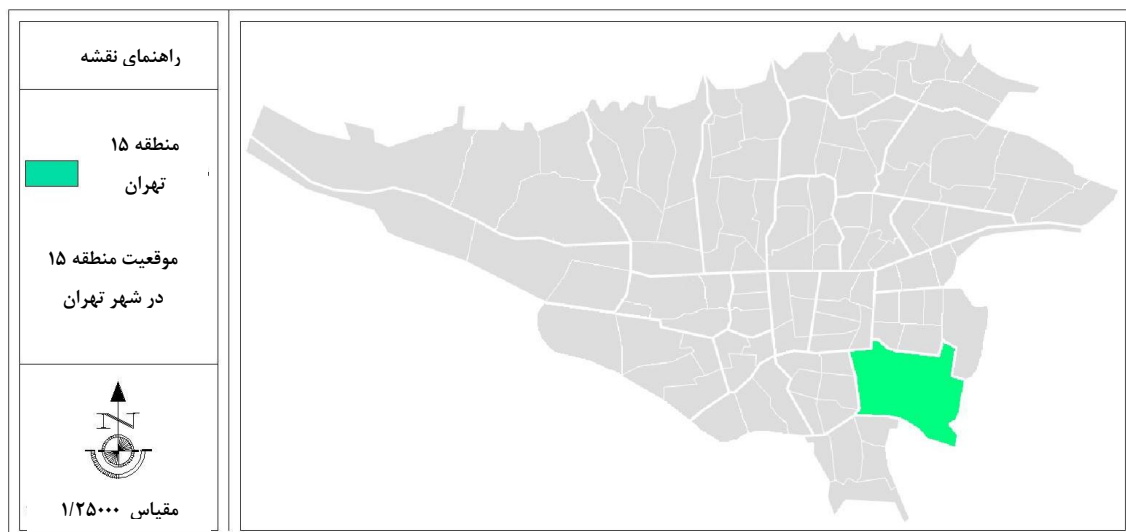 راهنمای نقشه
منطقه ۱۵
تهران
موقعیت منطقه ۱۵
در شهر تهران
N
مقیاس ۱/۲۵۰۰۰